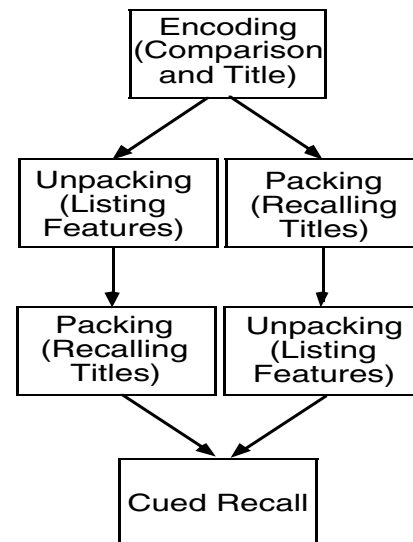 Encoding
(Comparison
and Title)
Unpacking
(Listing
Features)
Packing
(Recalling
Titles)
Packing
(Recalling
Titles)
Unpacking
(Listing
Features)
Cued Recall